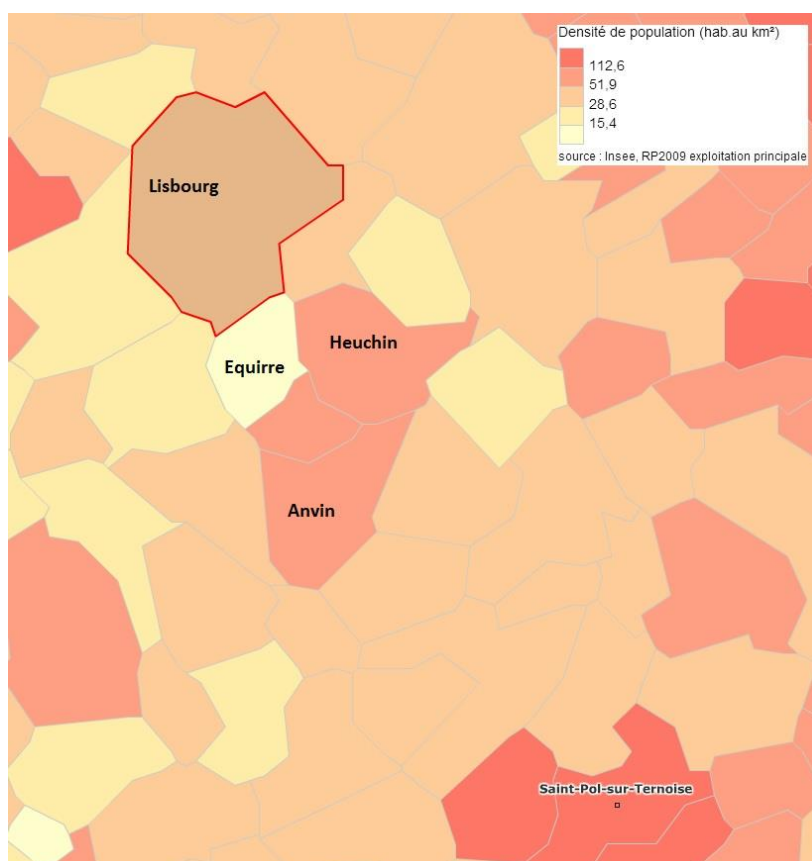 Densité de population (hab.au km²)
112,6
51,9
28,6
15,4
source : Insee, RP2009 exploitation principale
Lisbourg
Heuchin
Equirre
Anvin
Saint-Pol-sur-Ternoise